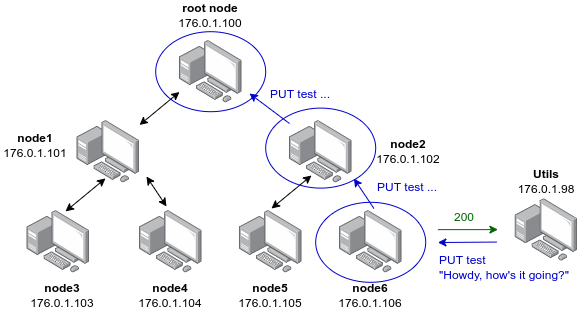 root node
176.0.1.100
PUT test ...
node1
176.0.1.101
node2
176.0.1.102
PUT test ...
Utils
176.0.1.98
200
PUT test
"Howdy, how's it going?"
node3
176.0.1.103
node4
176.0.1.104
node5
176.0.1.105
node6
176.0.1.106